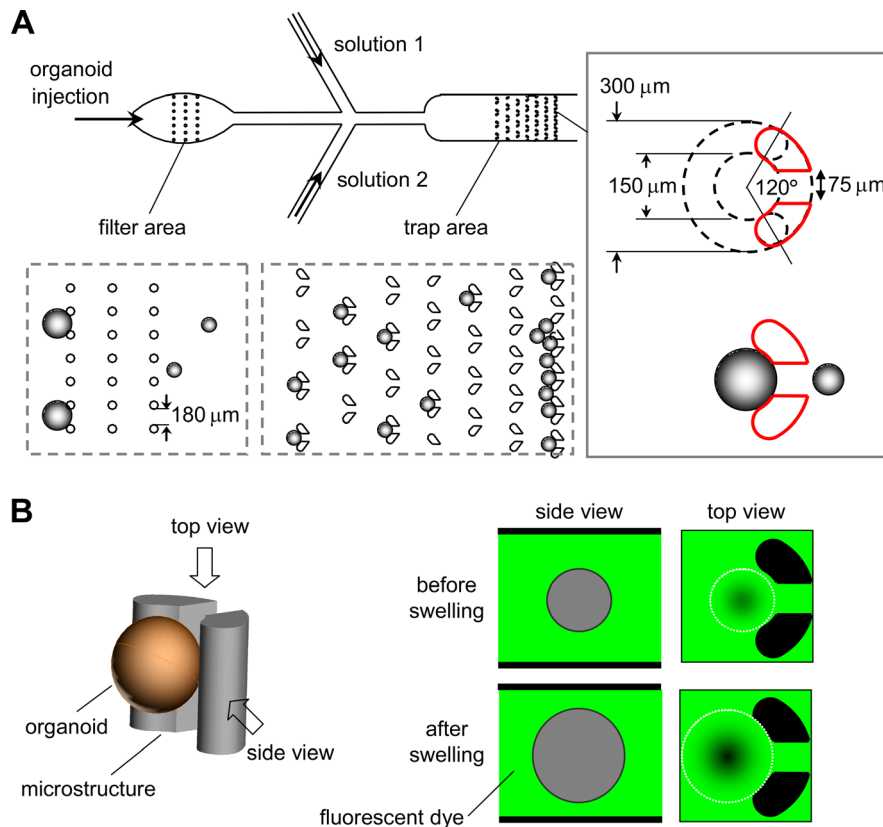 A
solution 1
organoid
injection
solution 2
filter area
trap area
300 µm
150 µm
120º
75 µm
180 µm
B
top view
organoid
microstructure
side view
side view
top view
before
swelling
after
swelling
fluorescent dye